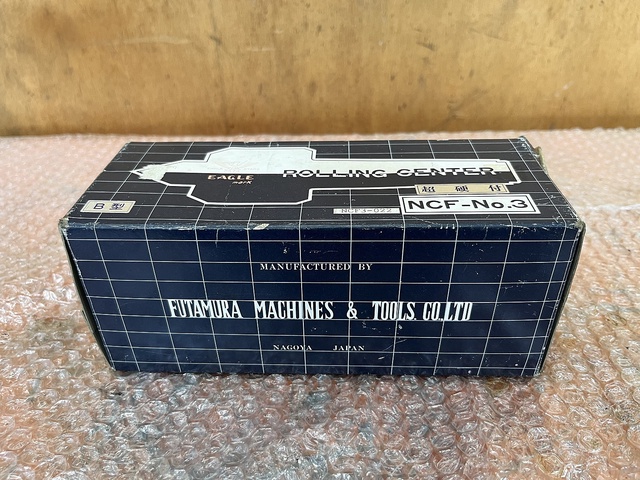 EAGLE
mark
ROLLING CENTER
超硬付
B型
NCF3-022
NCF-No.3
MANUFACTURED BY
FUTAMURA MACHINES & TOOLS. CO.,LTD
NAGOYA JAPAN